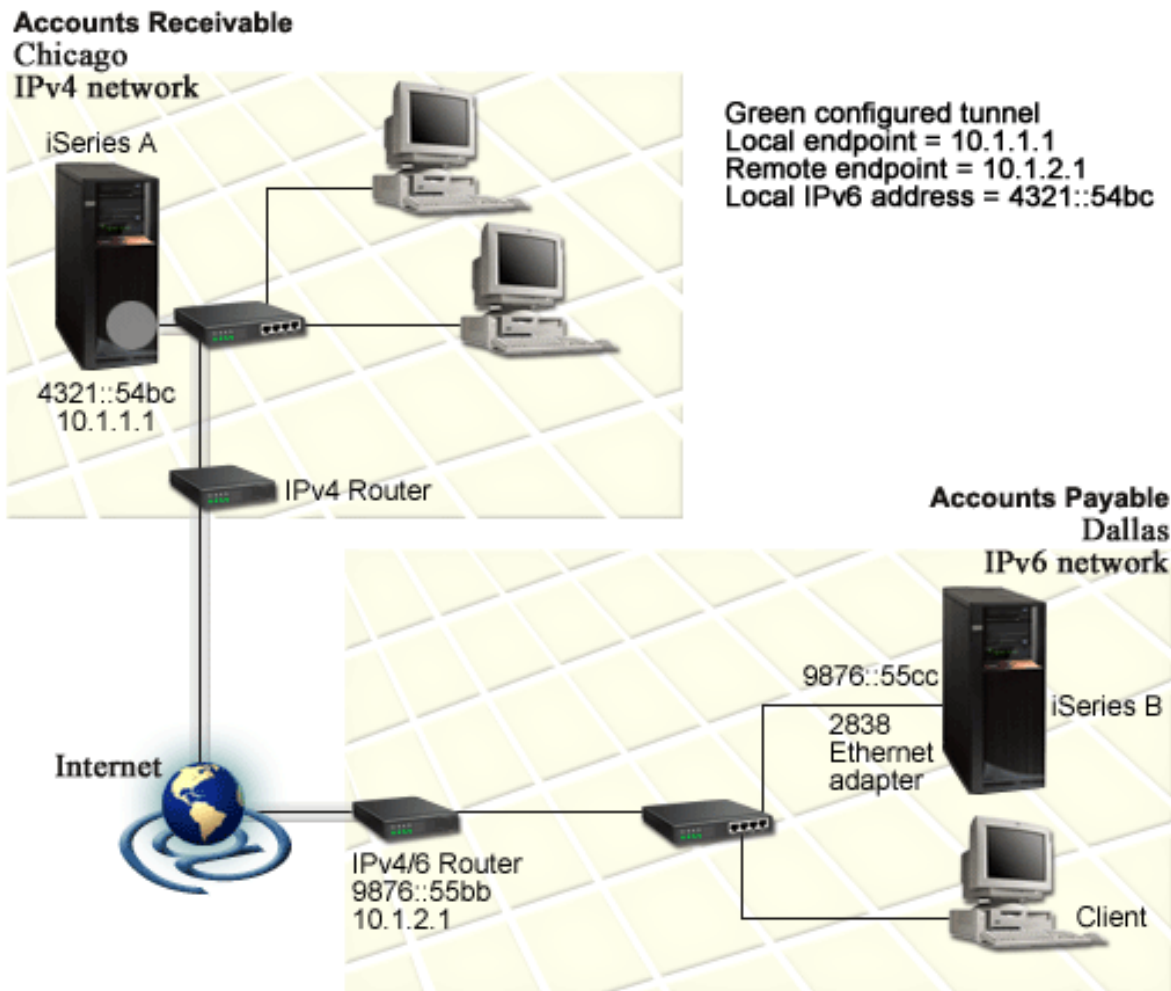 Accounts Receivable
Chicago
IPv4 network
iSeries A
4321::54bc
10.1.1.1
IPv4 Router
Green configured tunnel
Local endpoint = 10.1.1.1
Remote endpoint = 10.1.2.1
Local IPv6 address = 4321::54bc
Accounts Payable
Dallas
IPv6 network
9876::55cc
2838
Ethernet
adapter
iSeries B
Internet
IPv4/6 Router
9876::55bb
10.1.2.1
Client